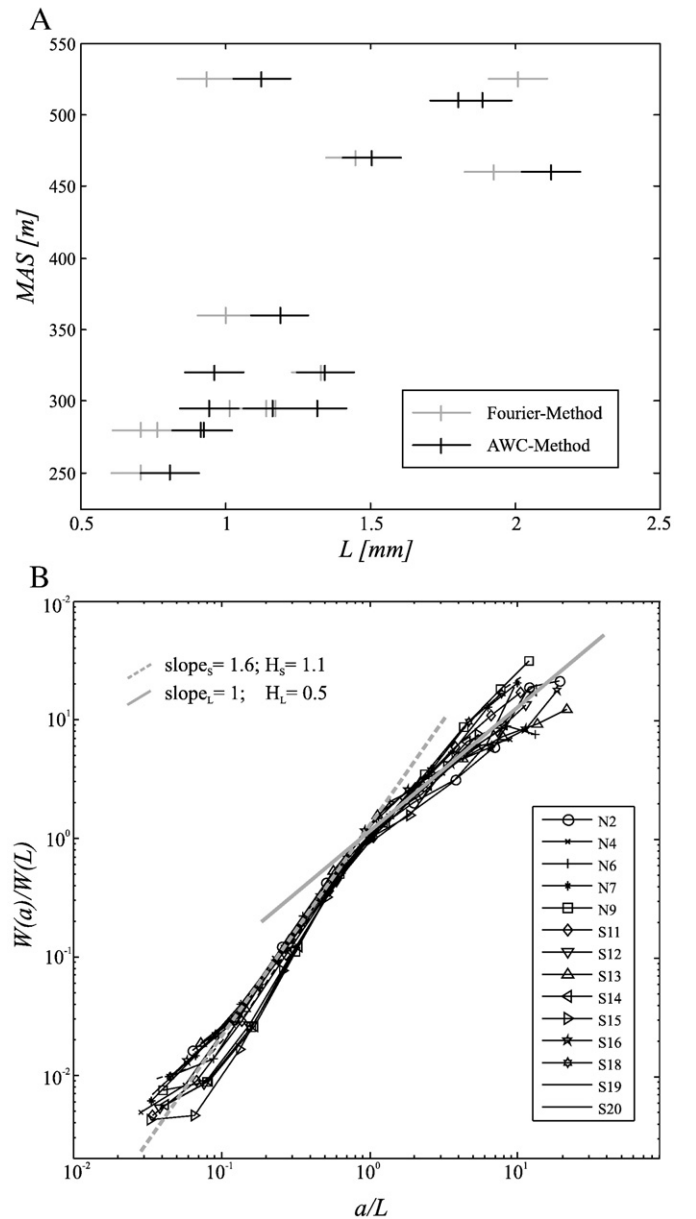 A
550
500
450
400
350
300
250
MAS [m]
Fourier-Method
AWC-Method
0.5
1
1.5
2
2.5
L [mm]
B
10-2
slopeS= 1.6; HS= 1.1
slopeL= 1; HL= 0.5
101
100
10-1
10-2
W(a)/W(L)
N2
N4
N6
N7
N9
S11
S12
S13
S14
S15
S16
S18
S19
S20
10-2
10-1
100
101
a/L